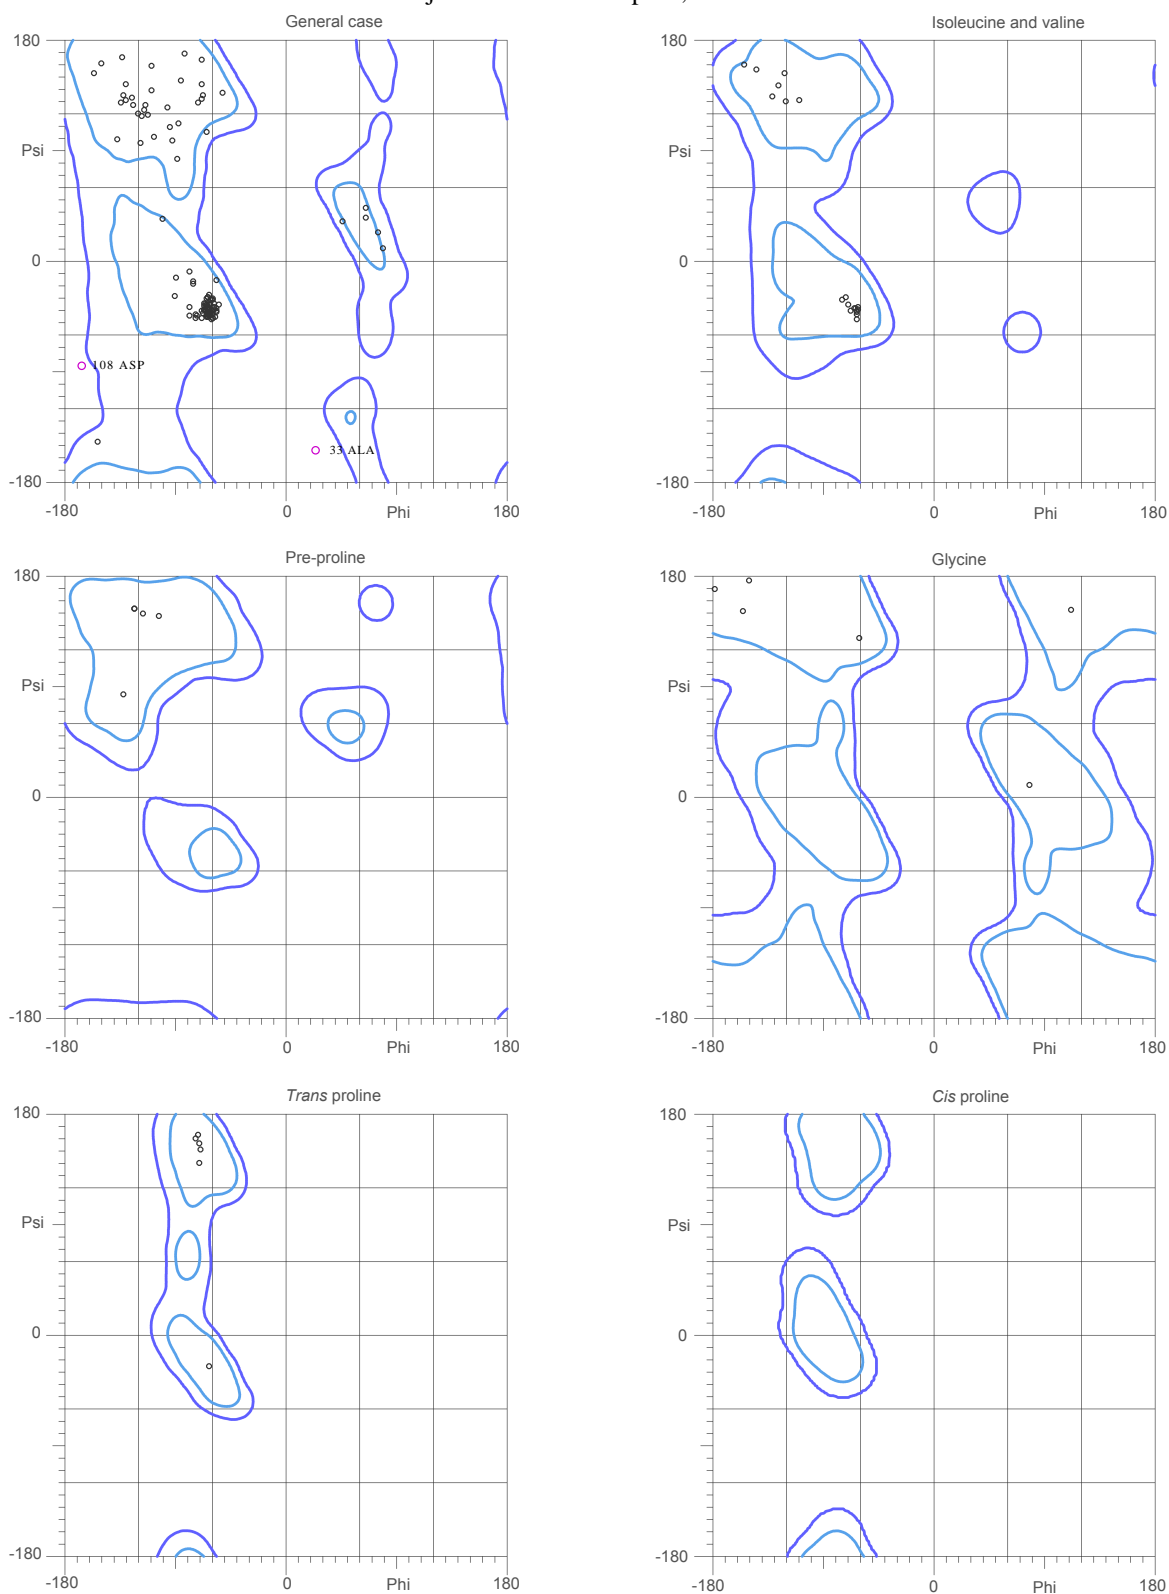 General case
Isoleucine and valine
180
Psi
0
-180
108 ASP
33 ALA
-180
0
Phi
180
180
Psi
0
-180
-180
0
Phi
180
Pre-proline
Glycine
180
Psi
0
-180
-180
0
Phi
180
180
Psi
0
-180
-180
0
Phi
180
Trans proline
Cis proline
180
Psi
0
-180
-180
0
Phi
180
180
Psi
0
-180
-180
0
Phi
180